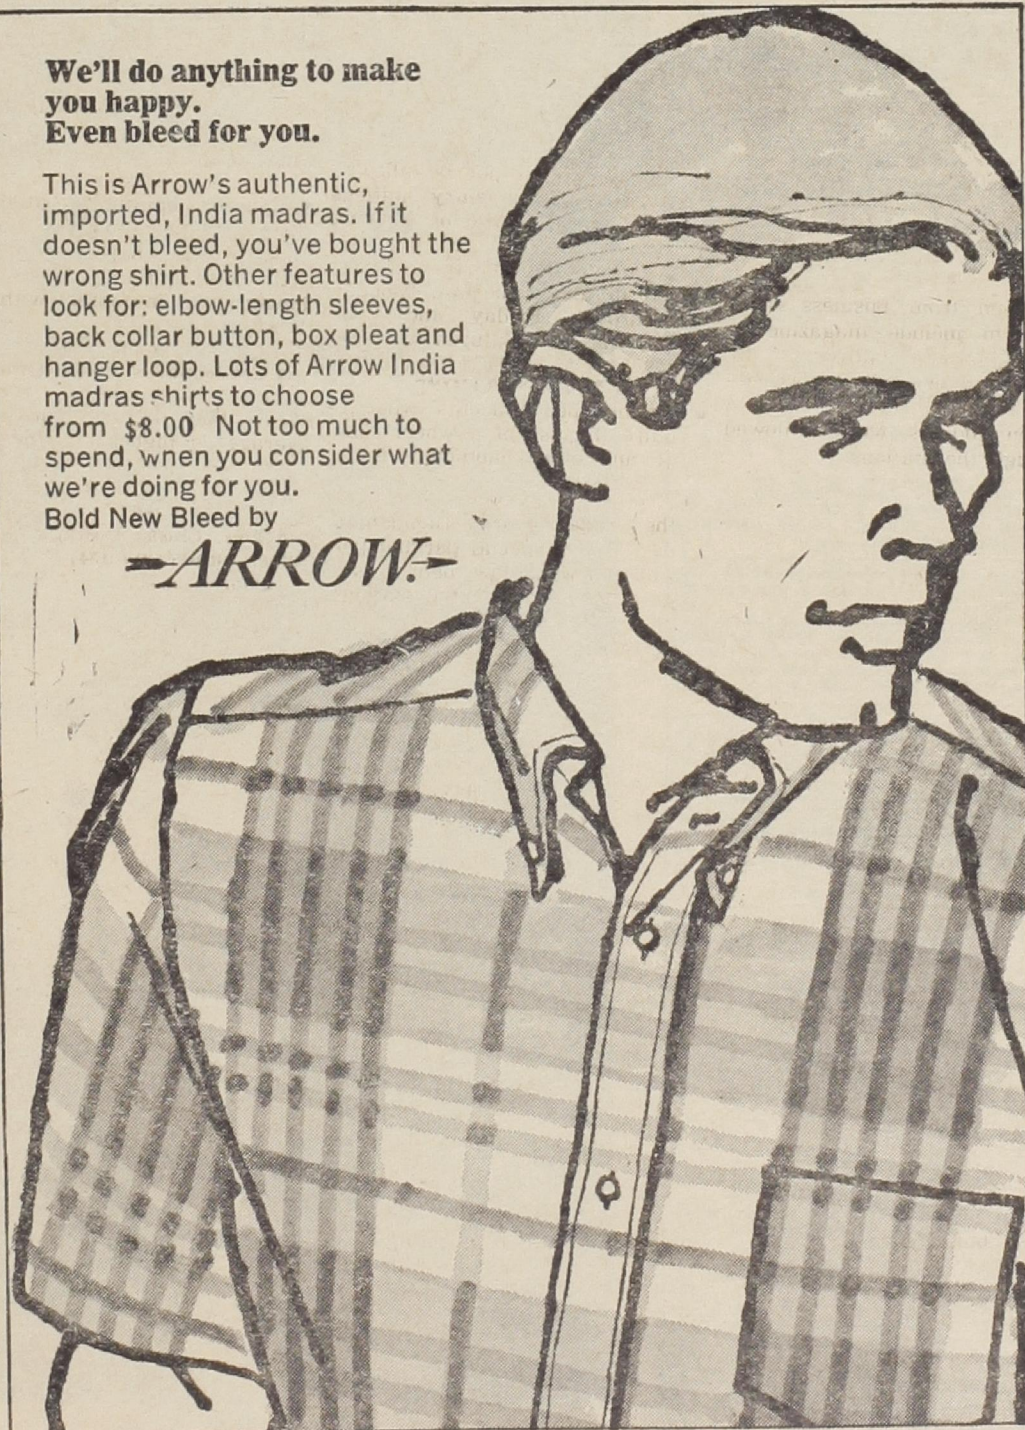 We'll do anything to make
you happy.
Even bleed for you.
This is Arrow's authentic,
imported, India madras. If it
doesn't bleed, you've bought the
wrong shirt. Other features to
look for: elbow-length sleeves,
back collar button, box pleat and
hanger loop. Lots of Arrow India
madras shirts to choose
from $8.00 Not too much to
spend, when you consider what
we're doing for you.
Bold New Bleed by
ARROW.